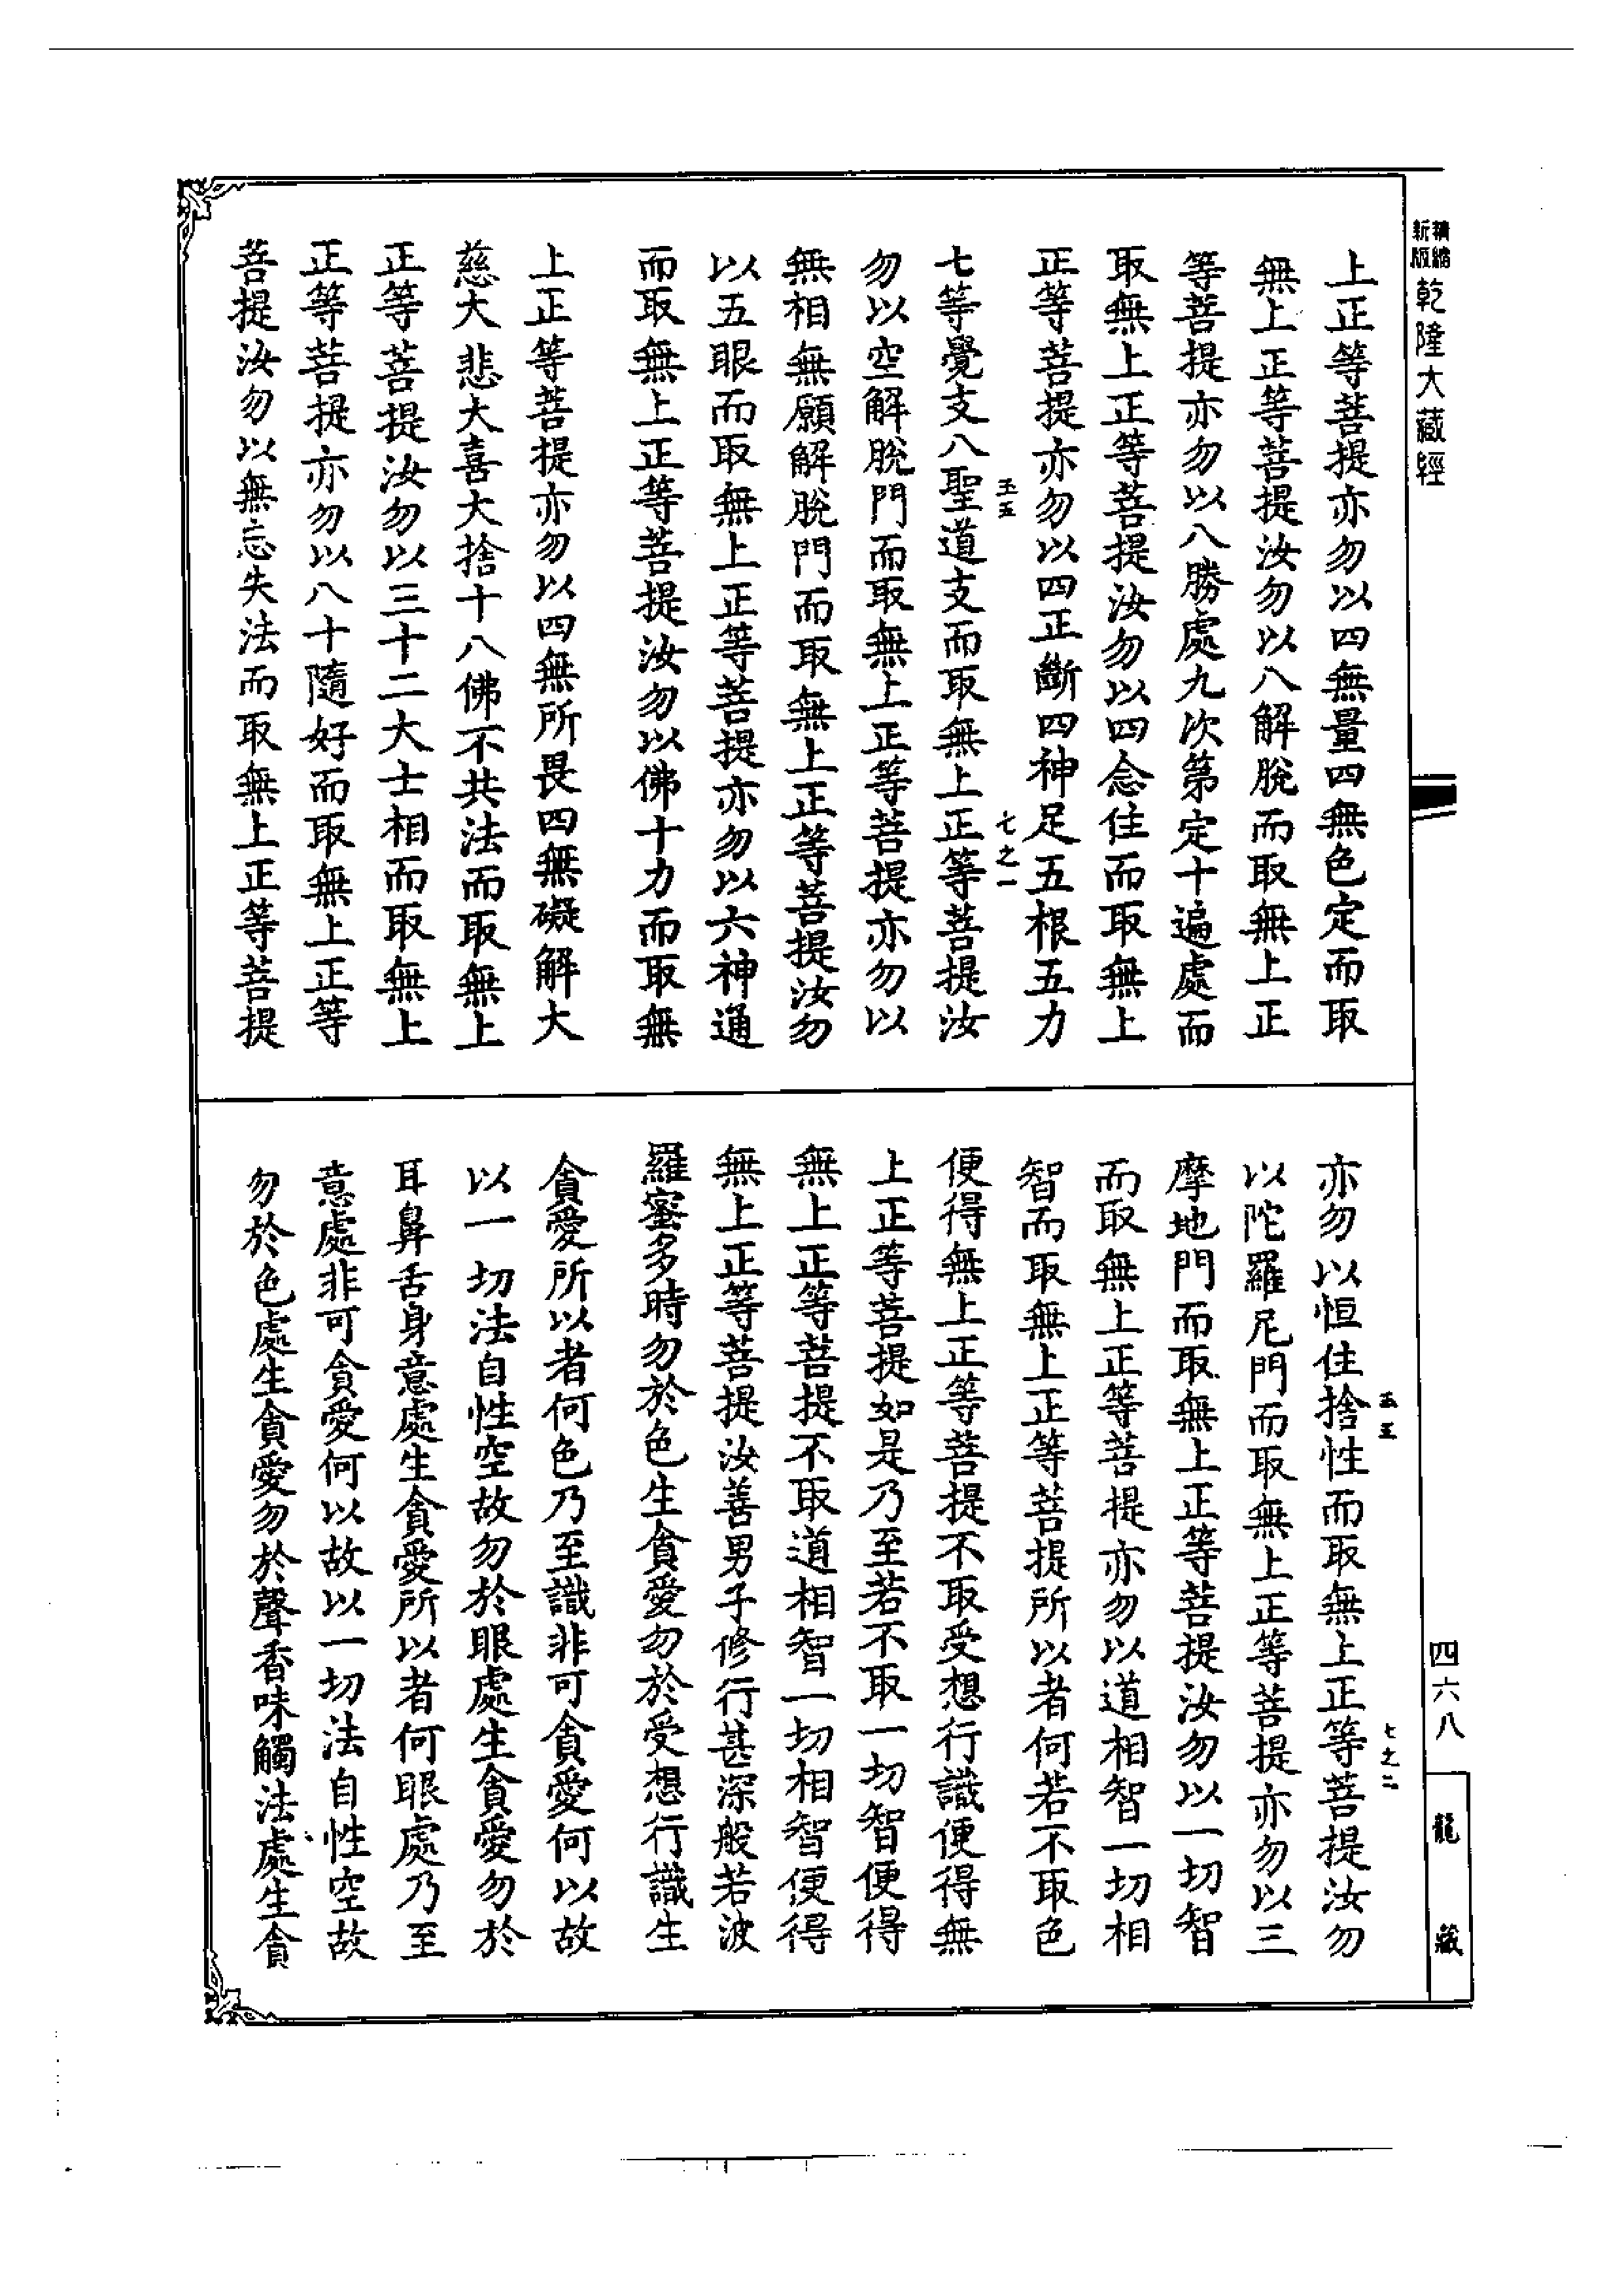 精縮
新版
乾隆大藏經
上正等菩提亦勿以四無量四無色定而取
無上正等菩提汝勿以八解脫而取無上正
等菩提亦勿以八勝處九次第定十遍處而
取無上正等菩提汝勿以四念住而取無上
正等菩提亦勿以四正斷四神足五根五力
玉五
七之一
七等覺支八聖道支而取無上正等菩提汝
勿以空解脫門而取無上正等菩提亦勿以
無相無願解脫門而取無上正等菩提汝勿
以五眼而取無上正等菩提亦勿以六神通
而取無上正等菩提汝勿以佛十力而取無
上正等菩提亦勿以四無所畏四無礙解大
慈大悲大喜大捨十八佛不共法而取無上
正等菩提汝勿以三十二大士相而取無上
正等菩提亦勿以八十隨好而取無上正等
菩提汝勿以無忘失法而取無上正等菩提
四六八
龍藏
七之二
亦勿以恒住捨性而取無上正等菩提汝勿
以陀羅尼門而取無上正等菩提亦勿以三
摩地門而取無上正等菩提汝勿以一切智
而取無上正等菩提亦勿以道相智一切相
智而取無上正等菩提所以者何若不取色
便得無上正等菩提不取受想行識便得無
上正等菩提如是乃至若不取一切智便得
無上正等菩提不取道相智一切相智便得
無上正等菩提汝善男子修行甚深般若波
羅蜜多時勿於色生貪愛勿於受想行識生
貪愛所以者何色乃至識非可貪愛何以故
以一切法自性空故勿於眼處生貪愛勿於
耳鼻舌身意處生貪愛所以者何眼處乃至
意處非可貪愛何以故以一切法自性空故
勿於色處生貪愛勿於聲香味觸法處生貪